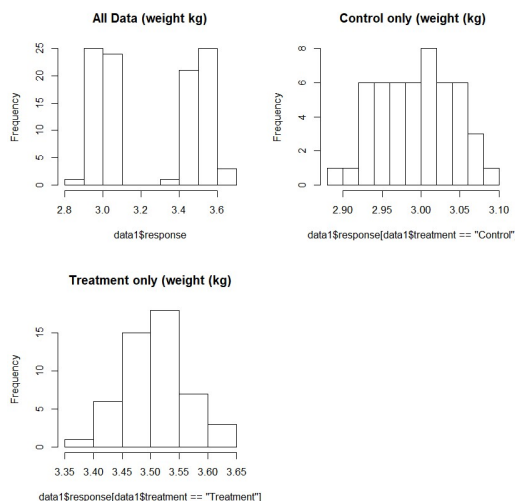 All Data (weight kg)
Frequency
0
5
10
15
20
25
2.8 3.0 3.2 3.4 3.6
data1$response
Control only (weight (kg)
Frequency
0
2
4
6
8
2.90 2.95 3.00 3.05 3.10
data1$response[data1$treatment == "Control"
Treatment only (weight (kg)
Frequency
0
5
10
15
3.35 3.40 3.45 3.50 3.55 3.60 3.65
data1$response[data1$treatment == "Treatment"]